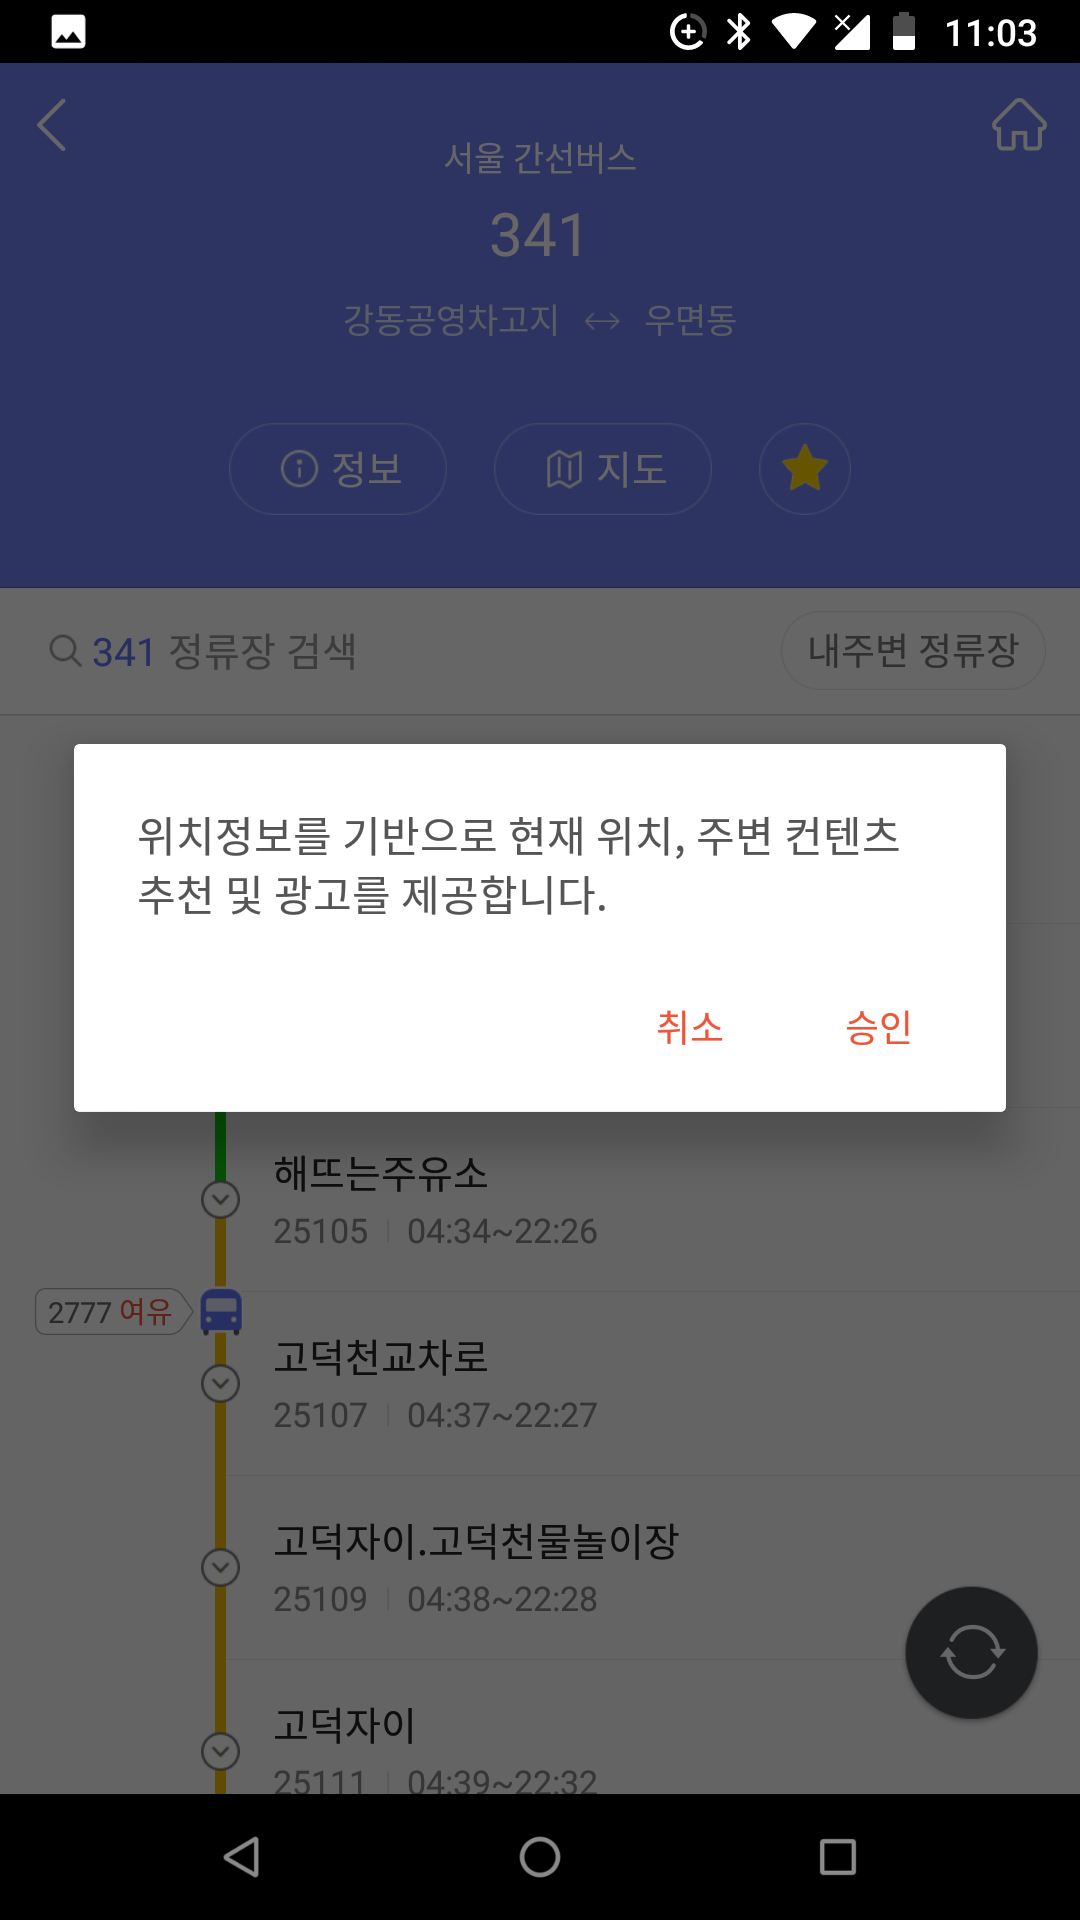 11:03
서울 간선버스
341
강동공영차고지 ↔ 우면동
정보
지도
341 정류장 검색
내주변 정류장
위치정보를 기반으로 현재 위치, 주변 컨텐츠
추천 및 광고를 제공합니다.
취소
승인
해뜨는주유소
25105 | 04:34~22:26
2777 여유
고덕천교차로
25107 | 04:37~22:27
고덕자이.고덕천물놀이장
25109 | 04:38~22:28
고덕자이
25111 | 04:39~22:32